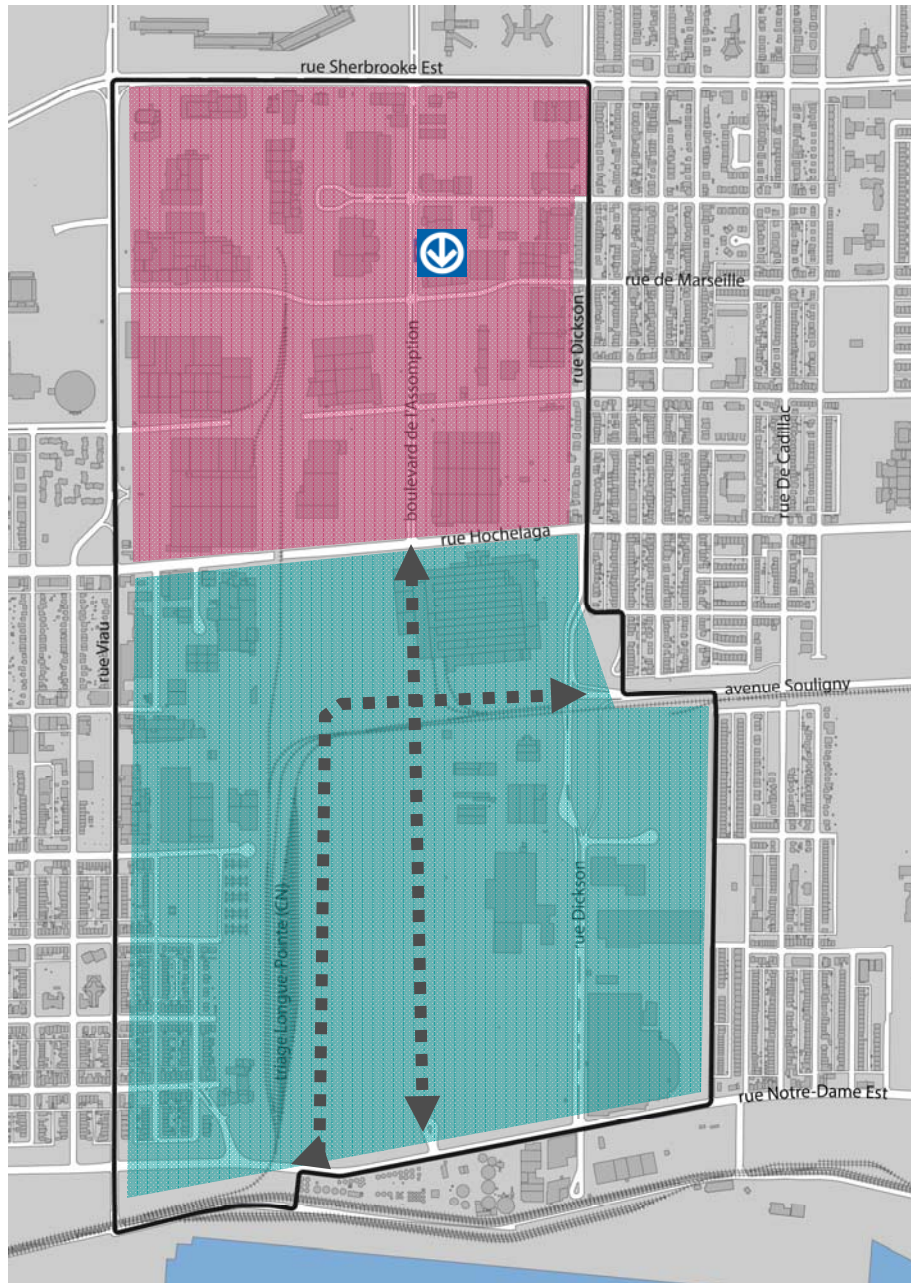 rue Sherbrooke Est
rue de Marseille
rue Dickson
boulevard de l'Assomption
rue De Cadillac
rue Hochelaga
rue Viau
avenue Souligny
triage Longue-Pointe (CN)
rue Dickson
rue Notre-Dame Est